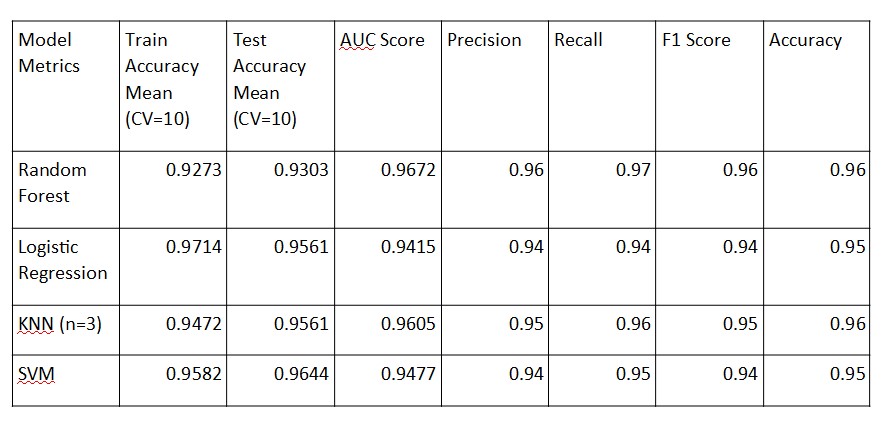 Model Metrics Train Accuracy Mean (CV=10) Test Accuracy Mean (CV=10) AUC Score Precision Recall F1 Score Accuracy
Random Forest 0.9273 0.9303 0.9672 0.96 0.97 0.96 0.96
Logistic Regression 0.9714 0.9561 0.9415 0.94 0.94 0.94 0.95
KNN (n=3) 0.9472 0.9561 0.9605 0.95 0.96 0.95 0.96
SVM 0.9582 0.9644 0.9477 0.94 0.95 0.94 0.95